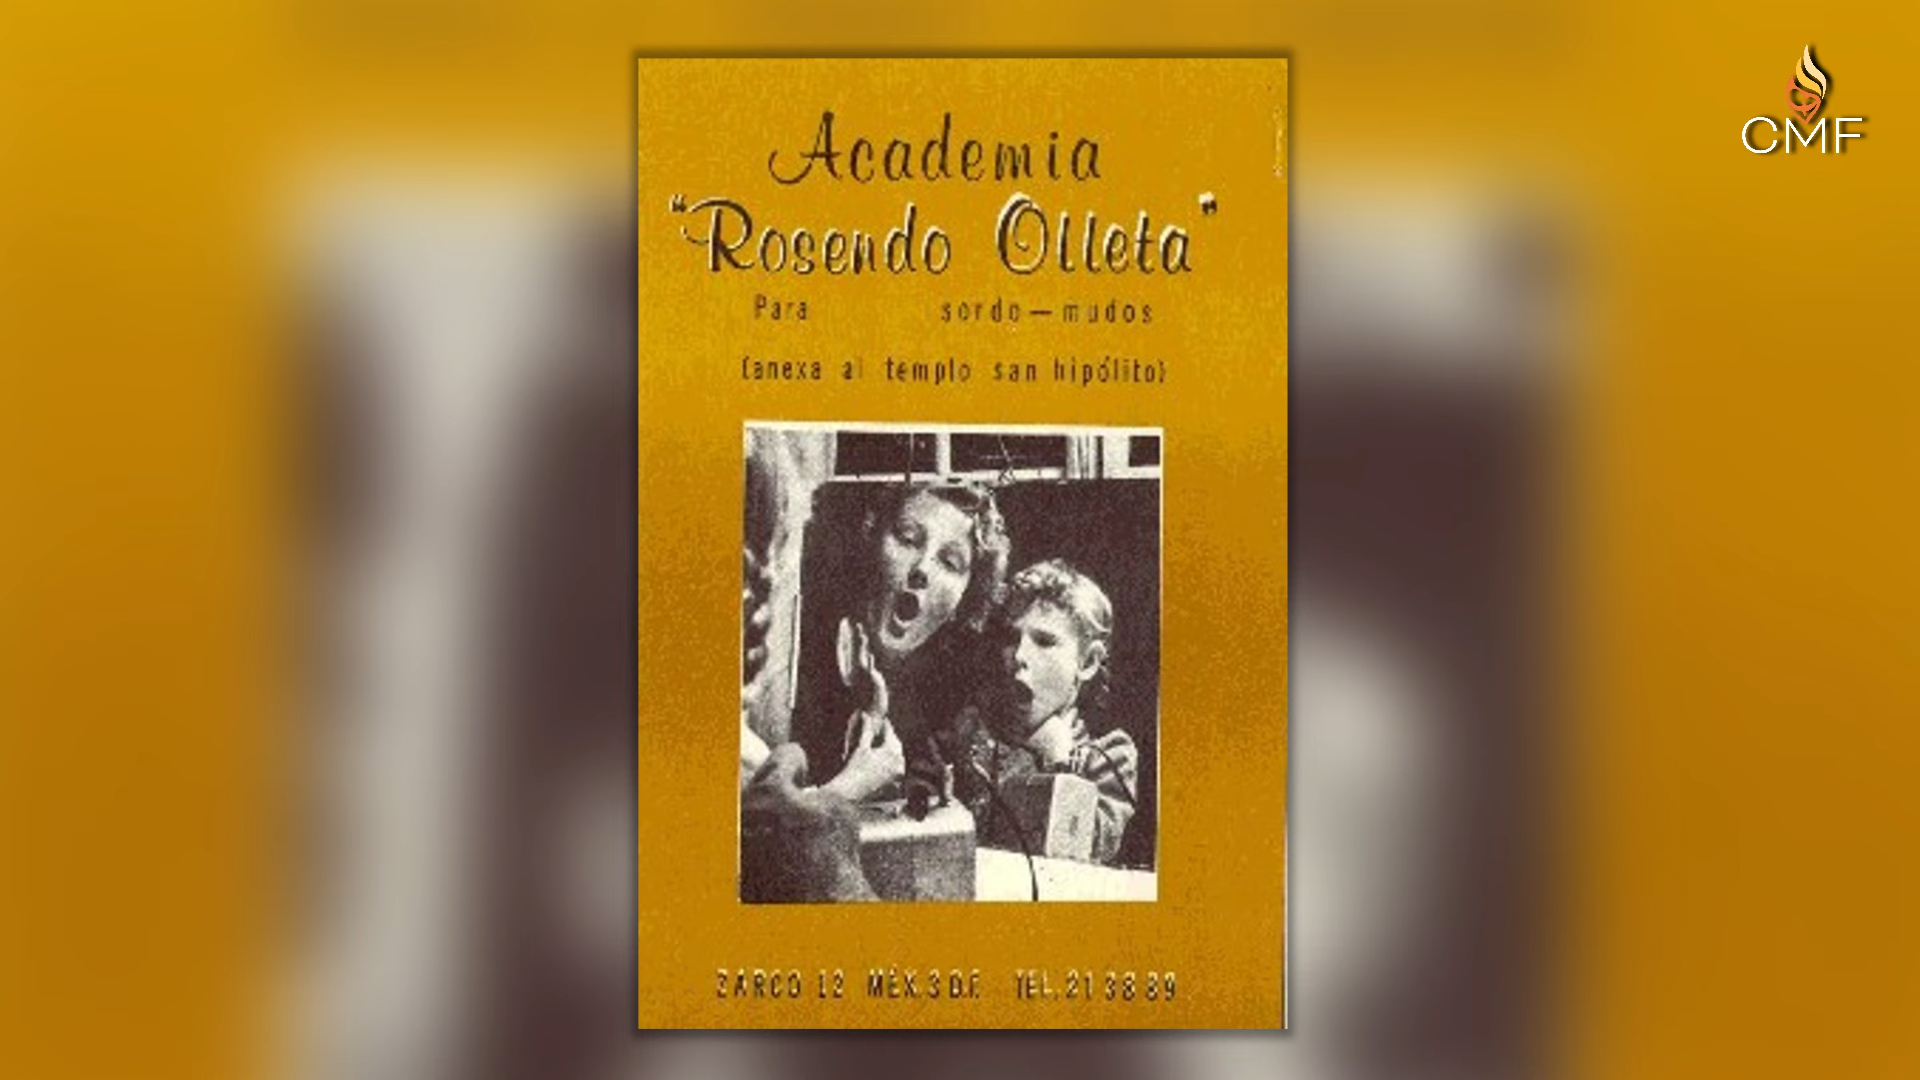 Academia
"Rosendo Olleta"
Para sordo—mudos
(anexa al templo san hipólito)
ZARCO 12 MÉX.3 D.F. TEL. 21 38 89
CMF